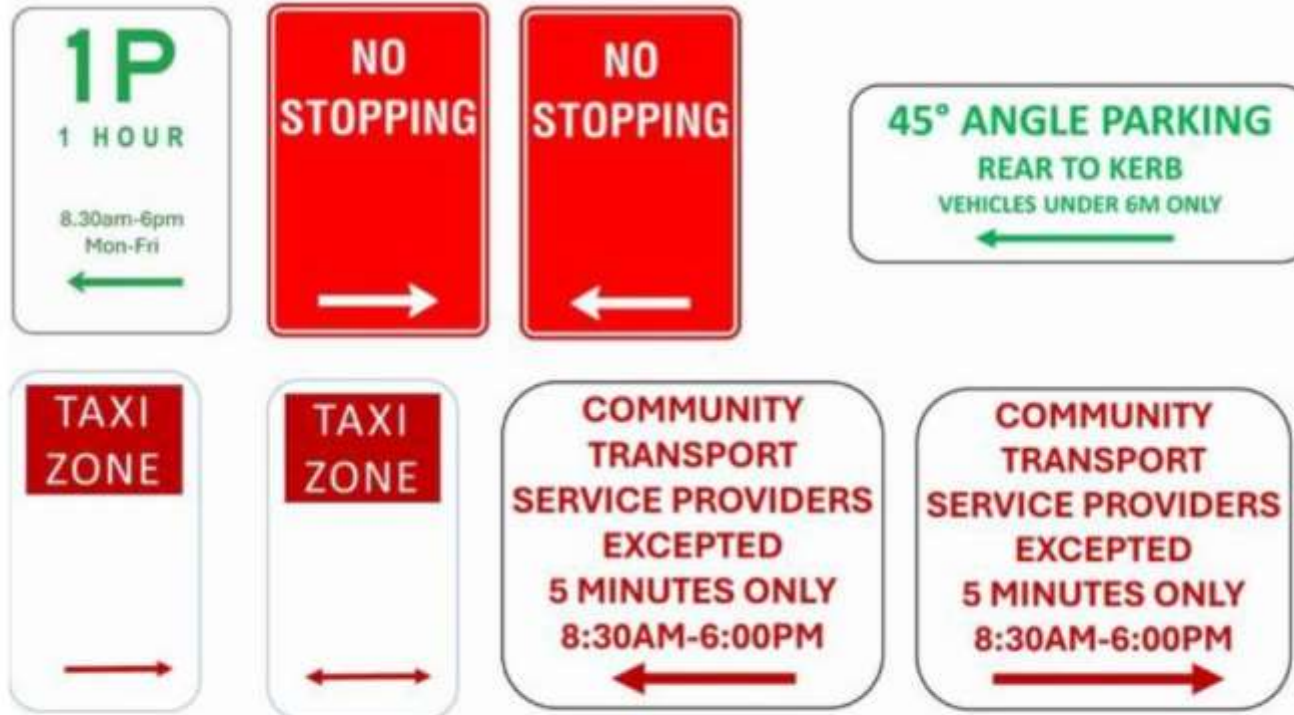 1P
1 HOUR
8.30am-6pm
Mon-Fri
NO
STOPPING
NO
STOPPING
45° ANGLE PARKING
REAR TO KERB
VEHICLES UNDER 6M ONLY
TAXI
ZONE
TAXI
ZONE
COMMUNITY
TRANSPORT
SERVICE PROVIDERS
EXCEPTED
5 MINUTES ONLY
8:30AM-6:00PM
COMMUNITY
TRANSPORT
SERVICE PROVIDERS
EXCEPTED
5 MINUTES ONLY
8:30AM-6:00PM